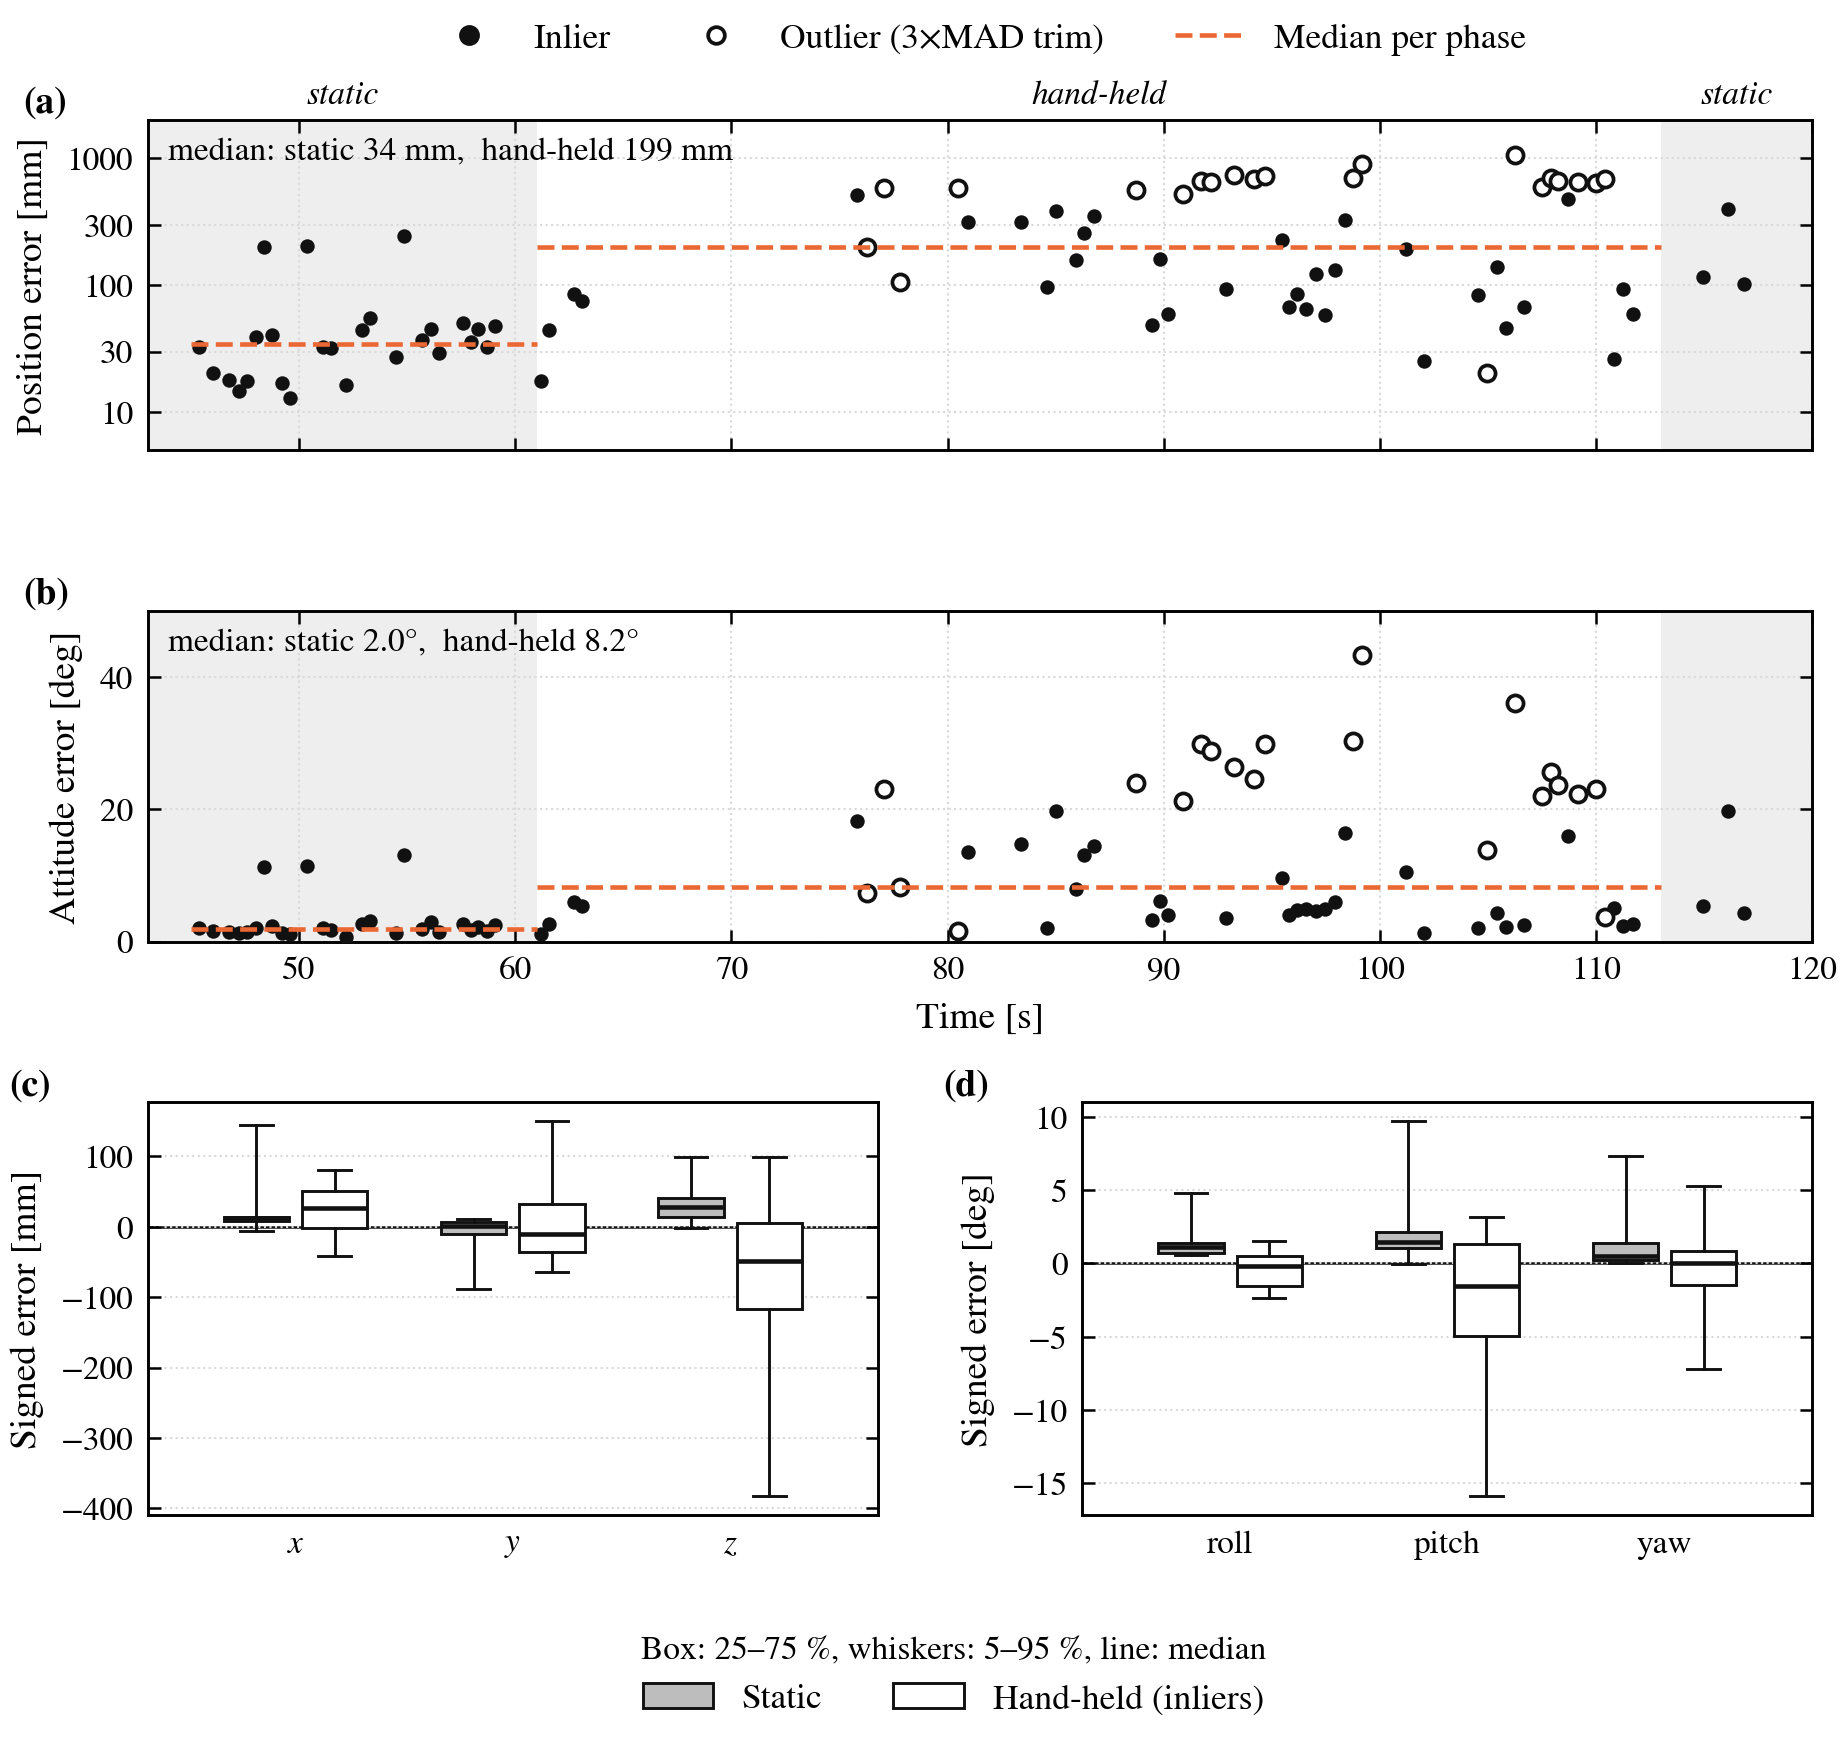 Inlier Outlier (3×MAD trim) Median per phase
(a) static hand-held static
median: static 34 mm, hand-held 199 mm
Position error [mm]
1000
300
100
30
10
(b)
median: static 2.0°, hand-held 8.2°
Attitude error [deg]
40
20
0
50 60 70 80 90 100 110 120
Time [s]
(c)
Signed error [mm]
100
0
−100
−200
−300
−400
x y z
(d)
Signed error [deg]
10
5
0
−5
−10
−15
roll pitch yaw
Box: 25–75 %, whiskers: 5–95 %, line: median
Static Hand-held (inliers)